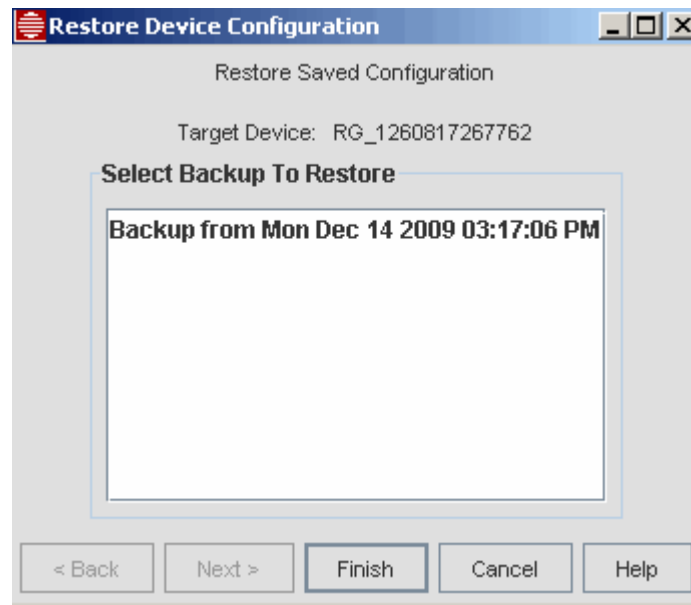 Restore Device Configuration
Restore Saved Configuration
Target Device: RG_1260817267762
Select Backup To Restore
Backup from Mon Dec 14 2009 03:17:06 PM
< Back Next > Finish Cancel Help